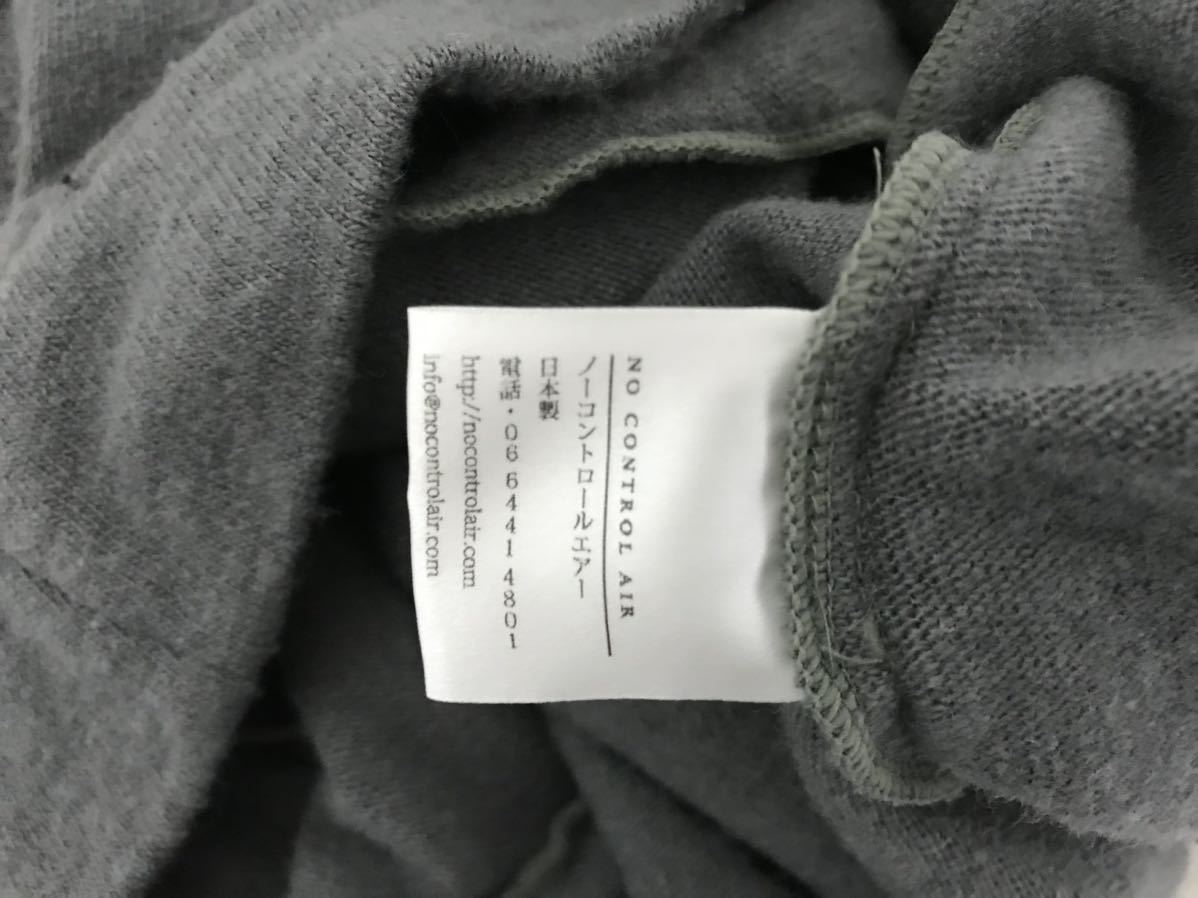 NO CONTROL AIR
ノーコントロールエアー
日本製
電話・06 6441 4801
http://nocontrolair.com
info@nocontrolair.com